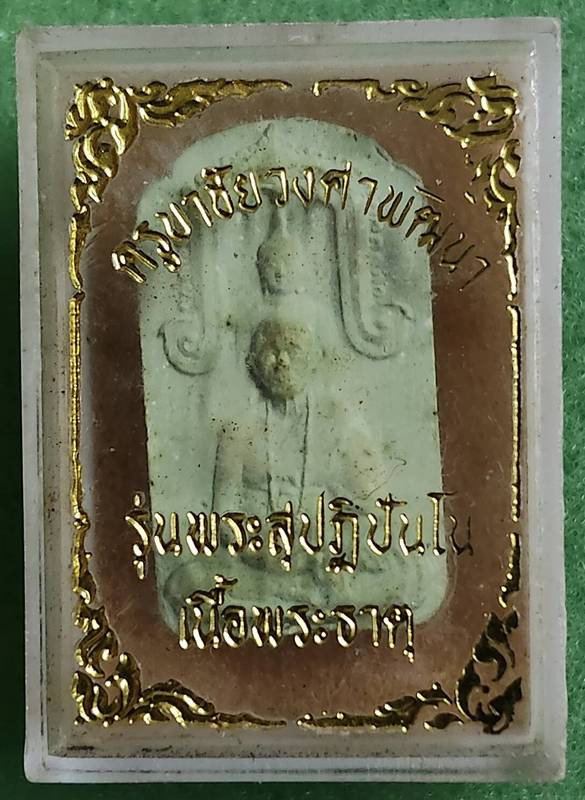 ครูบาชัยวงศาพัฒนา
รุ่นพระสุปฏิปันโน
เนื้อพระธาตุ